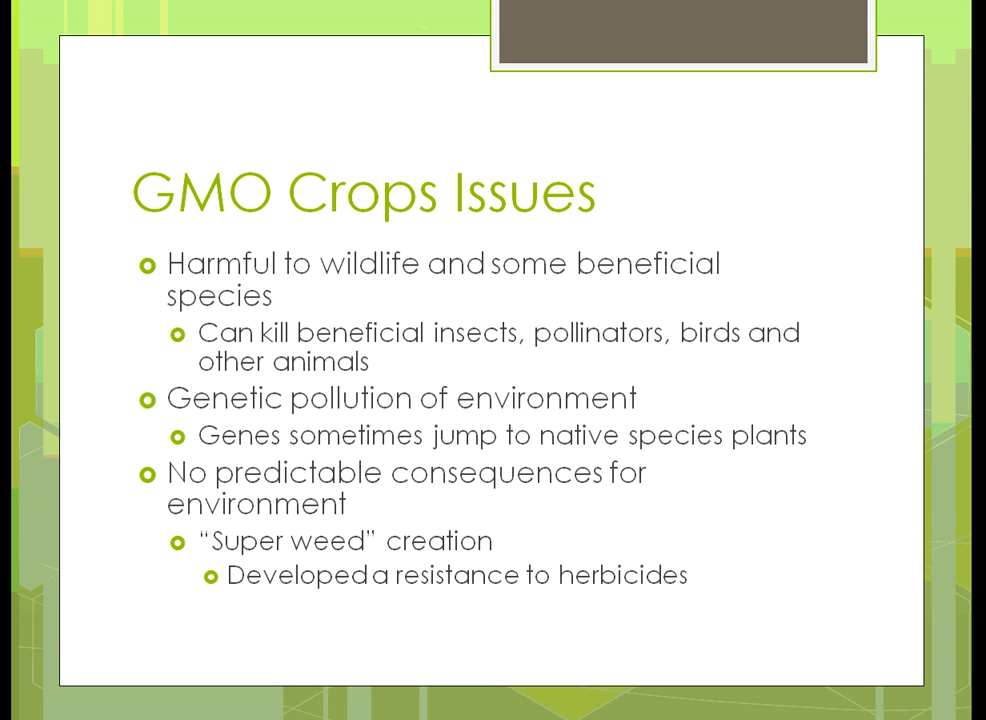 GMO Crops Issues
Harmful to wildlife and some beneficial
species
Can kill beneficial insects, pollinators, birds and
other animals
Genetic pollution of environment
Genes sometimes jump to native species plants
No predictable consequences for
environment
“Super weed” creation
Developed a resistance to herbicides